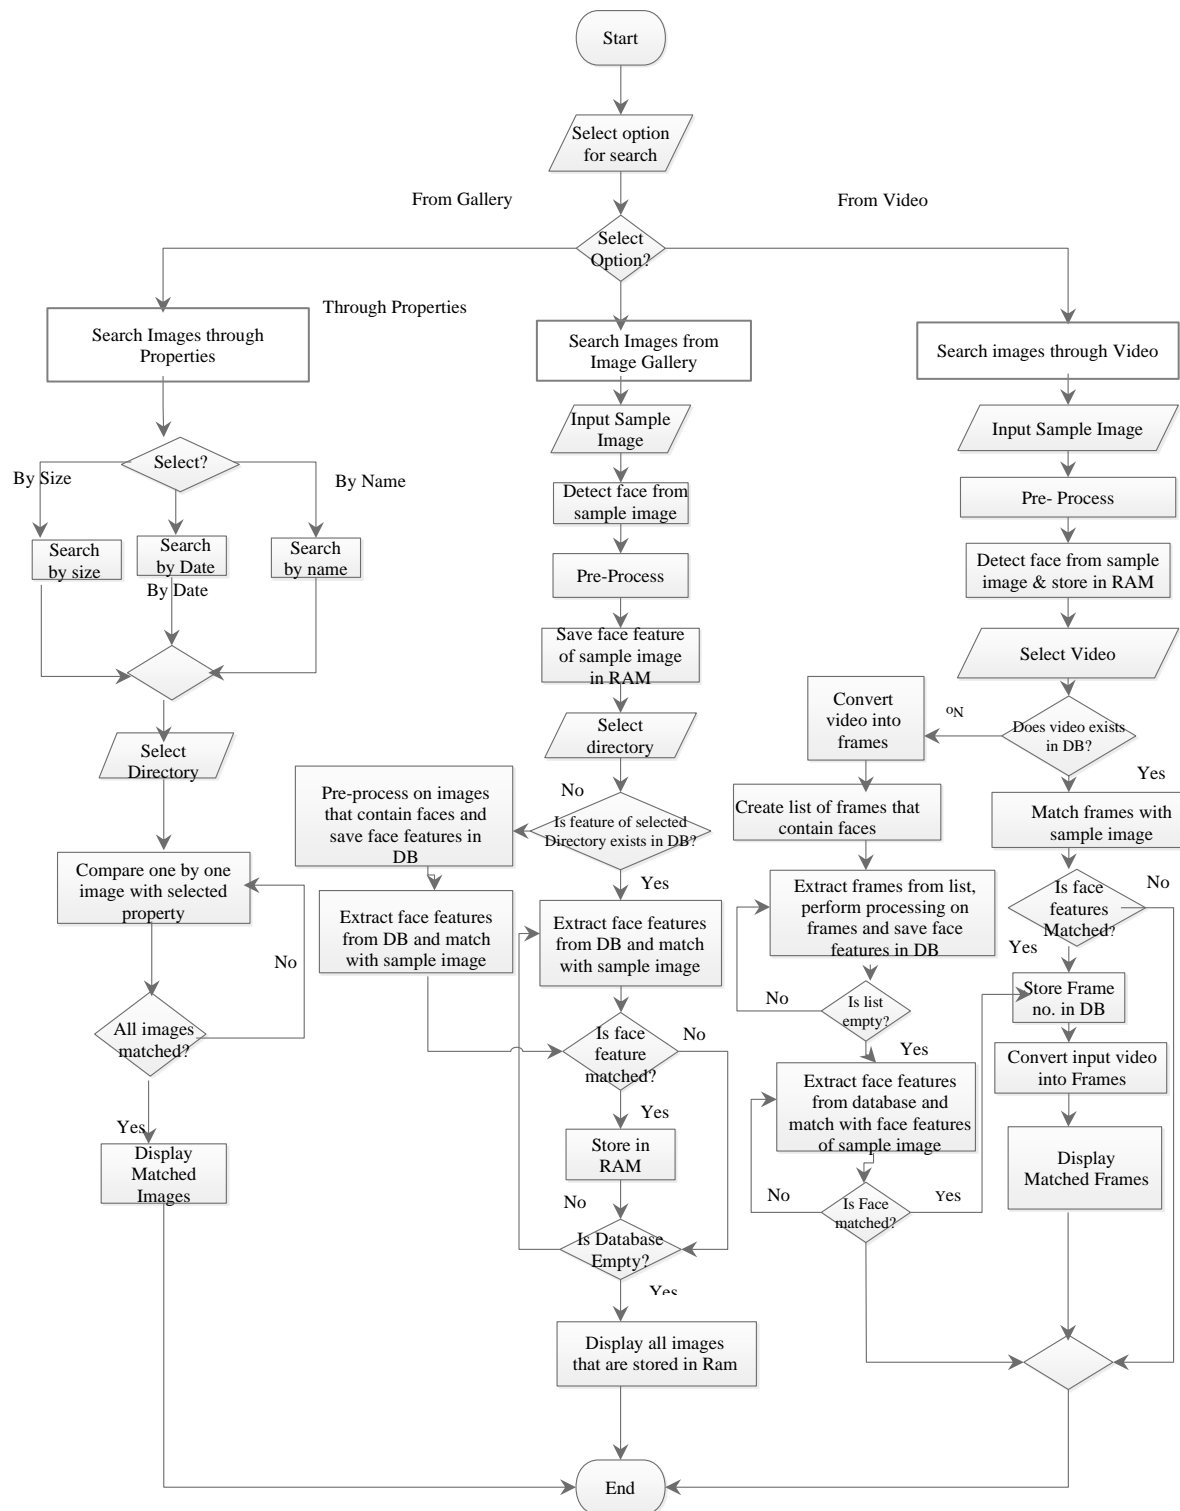 Start
Select option
for search
From Gallery
From Video
Select
Option?
Through Properties
Search Images through
Properties
Select?
By Size
By Name
Search
by size
Search
by Date
Search
by name
By Date
Select
Directory
Compare one by one
image with selected
property
No
All images
matched?
Yes
Display
Matched
Images
Search Images from
Image Gallery
Input Sample
Image
Detect face from
sample image
Pre-Process
Save face feature
of sample image
in RAM
Select
directory
No
Is feature of selected
Directory exists in DB?
Pre-process on images
that contain faces and
save face features in
DB
Yes
Extract face features
from DB and match
with sample image
Extract face features
from DB and match
with sample image
Is face
feature
matched?
No
Yes
Store in
RAM
No
Is Database
Empty?
Yes
Display all images
that are stored in Ram
Search images through Video
Input Sample Image
Pre- Process
Detect face from sample
image & store in RAM
Select Video
Does video exists
in DB?
No
Yes
Convert
video into
frames
Create list of frames that
contain faces
Extract frames from list,
perform processing on
frames and save face
features in DB
No
Is list
empty?
Yes
Extract face features
from database and
match with face features
of sample image
No
Is Face
matched?
Yes
Match frames with
sample image
Is face
features
Matched?
No
Yes
Store Frame
no. in DB
Convert input video
into Frames
Display
Matched Frames
End